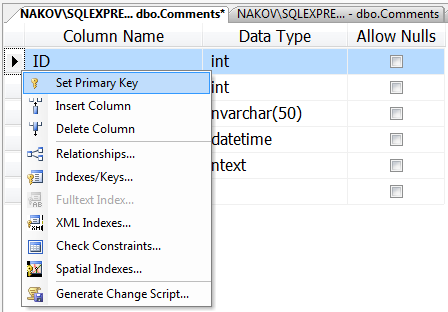 NAKOV\SQLEXPRE... dbo.Comments* NAKOV\SQLEXPRE... - dbo.Comments
Column Name Data Type Allow Nulls
ID int
Set Primary Key int
Insert Column nvarchar(50)
Delete Column datetime
Relationships... ntext
Indexes/Keys...
Fulltext Index...
XML Indexes...
Check Constraints...
Spatial Indexes...
Generate Change Script...